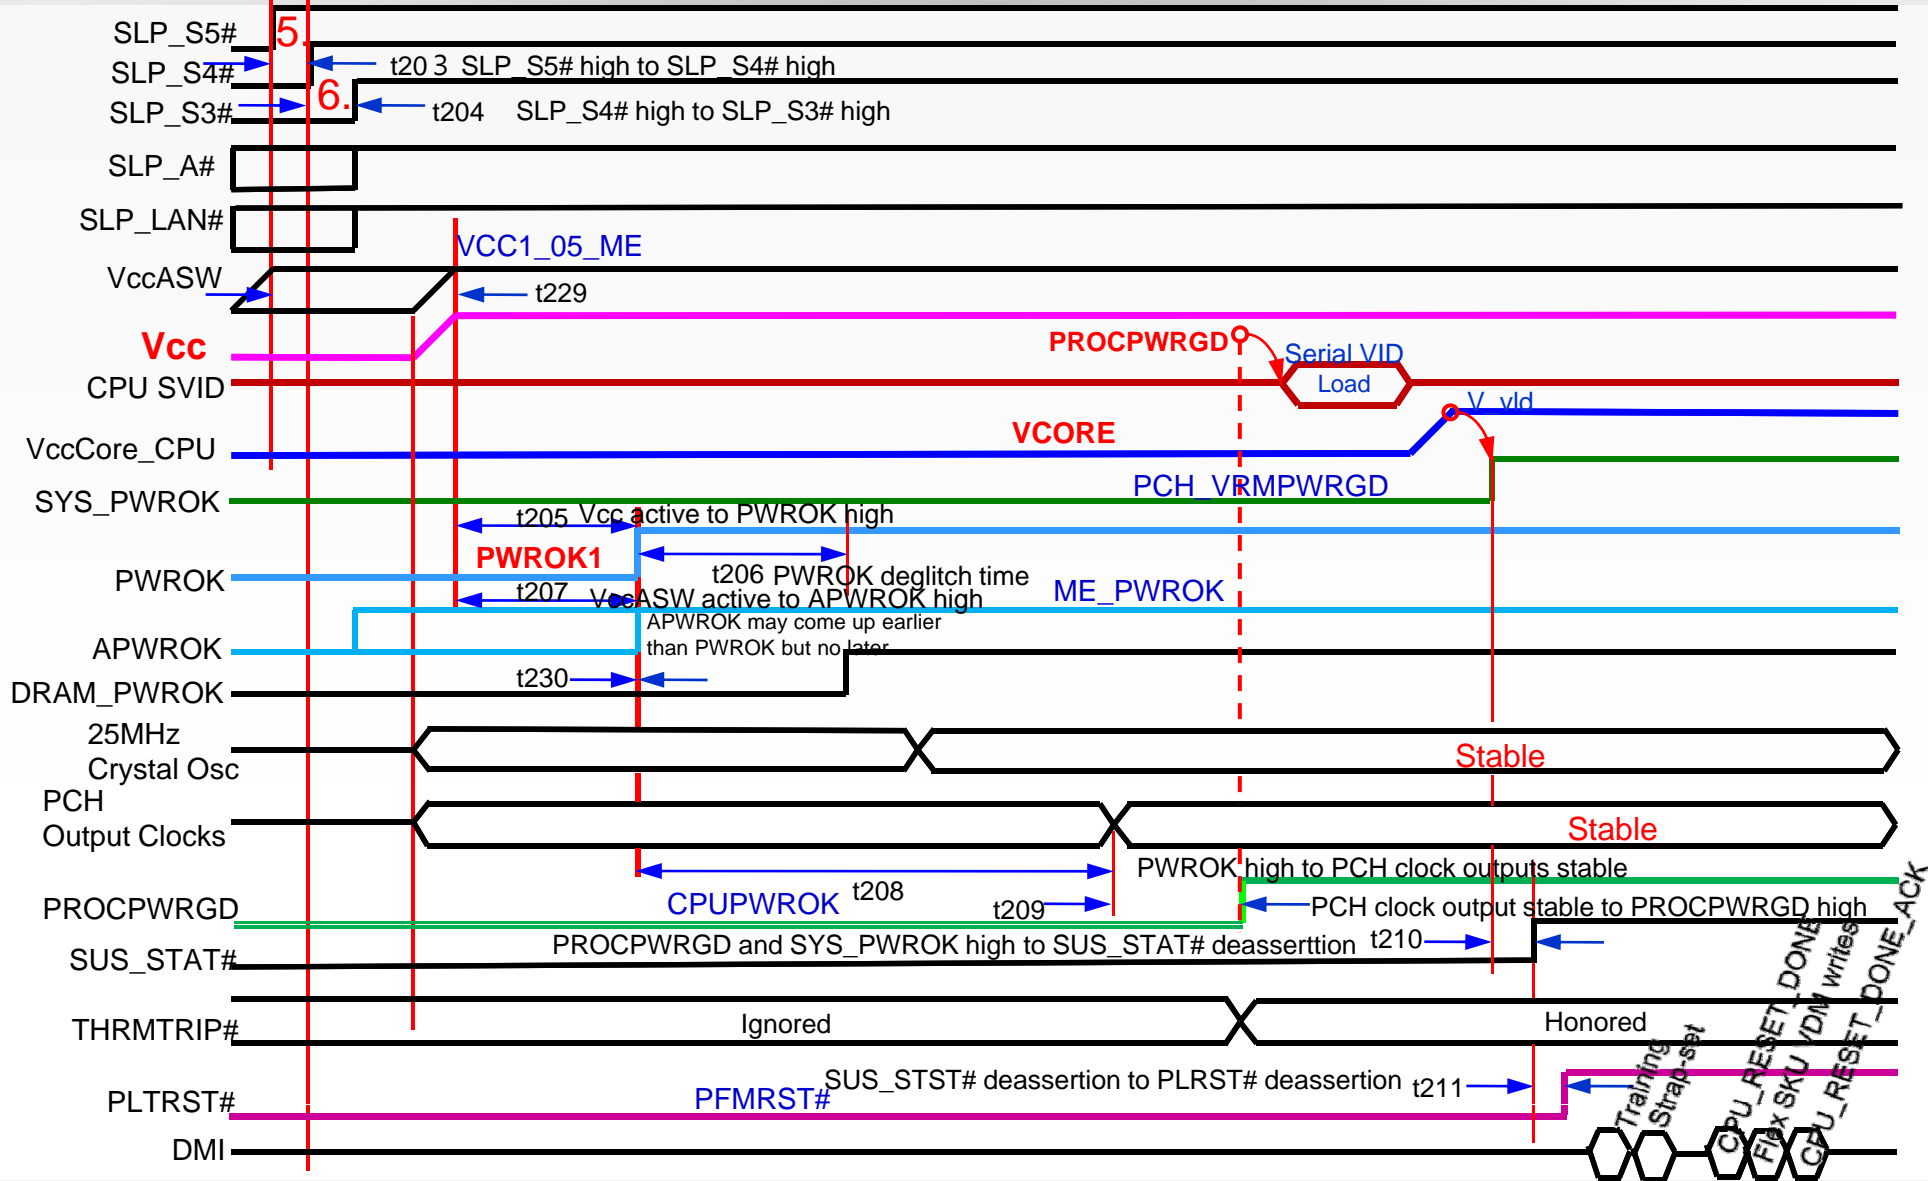 SLP_S5#
5.
SLP_S4#
t20 3 SLP_S5# high to SLP_S4# high
SLP_S3#
6.
t204 SLP_S4# high to SLP_S3# high
SLP_A#
SLP_LAN#
VCC1_05_ME
VccASW
t229
Vcc
PROCPWRGD
Serial VID
Load
CPU SVID
V_vld
VCORE
VccCore_CPU
PCH_VRMPWRGD
SYS_PWROK
t205 Vcc active to PWROK high
PWROK1
PWROK
t206 PWROK deglitch time
t207 VccASW active to APWROK high
ME_PWROK
APWROK may come up earlier
than PWROK but no later
APWROK
t230
DRAM_PWROK
25MHz
Crystal Osc
Stable
PCH
Output Clocks
Stable
PWROK high to PCH clock outputs stable
t208
CPUPWROK
PROCPWRGD
t209
PCH clock output stable to PROCPWRGD high
PROCPWRGD and SYS_PWROK high to SUS_STAT# deasserttion t210
SUS_STAT#
THRMTRIP#
Ignored
Honored
SUS_STST# deassertion to PLRST# deassertion t211
PLTRST#
PFMRST#
DMI
Training
Strap-set
CPU_RESET_DONE
Flex SKU VDM writes
CPU_RESET_DONE_ACK